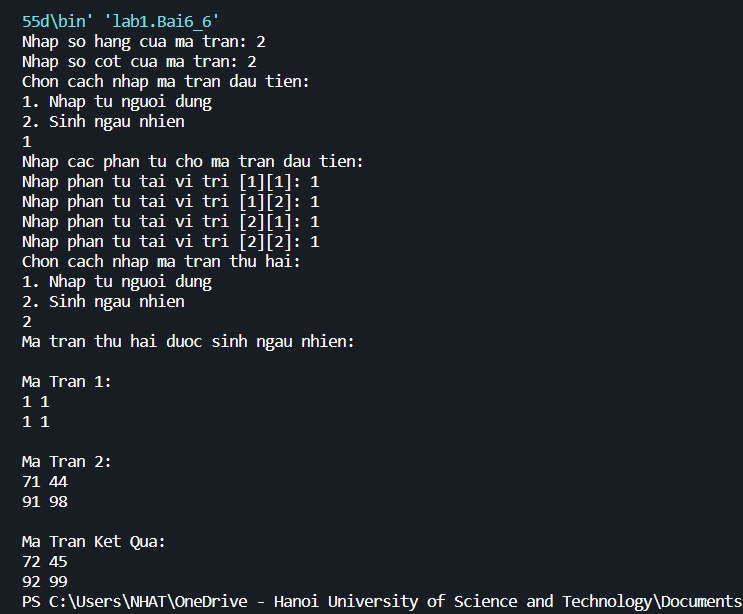 55d\bin' 'lab1.Bai6_6'
Nhap so hang cua ma tran: 2
Nhap so cot cua ma tran: 2
Chon cach nhap ma tran dau tien:
1. Nhap tu nguoi dung
2. Sinh ngau nhien
1
Nhap cac phan tu cho ma tran dau tien:
Nhap phan tu tai vi tri [1][1]: 1
Nhap phan tu tai vi tri [1][2]: 1
Nhap phan tu tai vi tri [2][1]: 1
Nhap phan tu tai vi tri [2][2]: 1
Chon cach nhap ma tran thu hai:
1. Nhap tu nguoi dung
2. Sinh ngau nhien
2
Ma tran thu hai duoc sinh ngau nhien:
Ma Tran 1:
1 1
1 1
Ma Tran 2:
71 44
91 98
Ma Tran Ket Qua:
72 45
92 99
PS C:\Users\NHAT\OneDrive - Hanoi University of Science and Technology\Documents